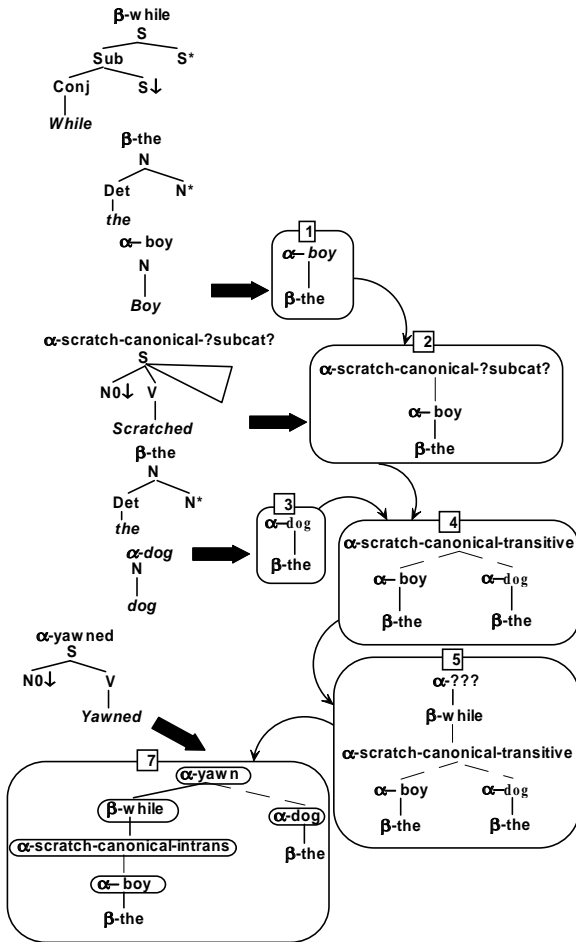 β-while
S
Sub S*
Conj S↓
While
β-the
N
Det N*
the
α– boy
N
Boy
1
α– boy
β-the
α-scratch-canonical-?subcat?
S
N0↓ V
Scratched
2
α-scratch-canonical-?subcat?
α– boy
β-the
β-the
N
Det N*
the
α-dog
N
dog
3
α–dog
β-the
4
α-scratch-canonical-transitive
α– boy α–dog
β-the β-the
α-yawned
S
N0↓ V
Yawned
5
α-???
β-while
α-scratch-canonical-transitive
α– boy α–dog
β-the β-the
7
α-yawn
β-while α-dog
β-the
α-scratch-canonical-intrans
α– boy
β-the